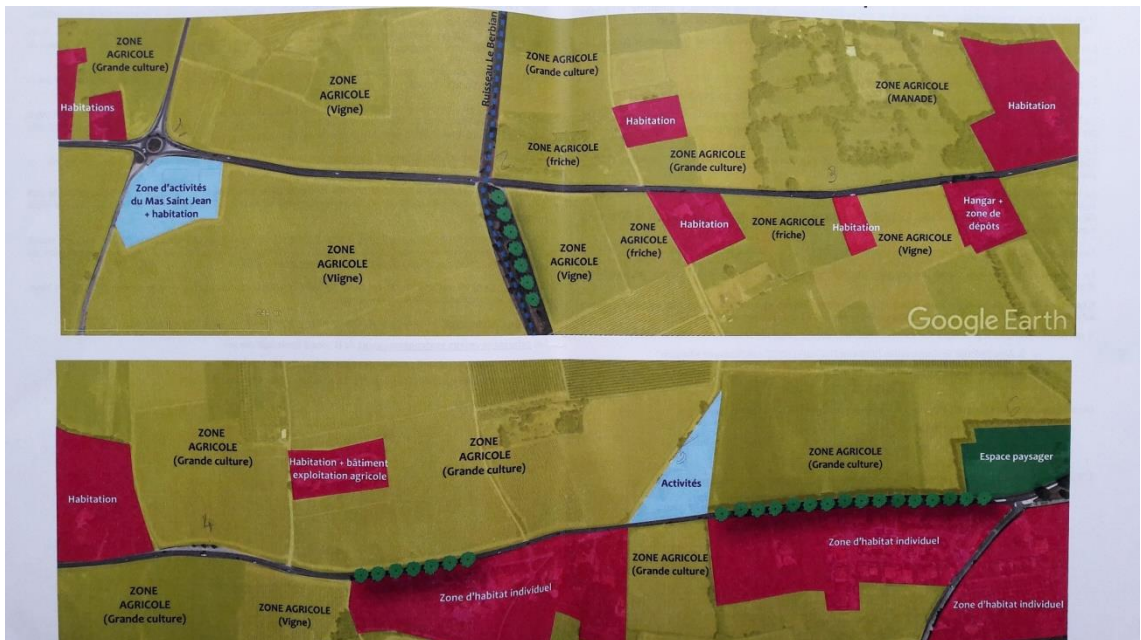 ZONE
AGRICOLE
(Grande culture)
Habitations
1
Zone d'activités
du Mas Saint Jean
+ habitation
ZONE
AGRICOLE
(Vigne)
ZONE
AGRICOLE
(Vligne)
Ruisseau Le Berbian
2
ZONE AGRICOLE
(Grande culture)
ZONE AGRICOLE
(friche)
Habitation
ZONE AGRICOLE
(Grande culture)
ZONE AGRICOLE
(MANADE)
Habitation
3
ZONE
AGRICOLE
(Vigne)
ZONE
AGRICOLE
(friche)
Habitation
ZONE AGRICOLE
(friche)
Habitation
ZONE AGRICOLE
(Vigne)
Hangar +
zone de
dépôts
Google Earth
Habitation
ZONE
AGRICOLE
(Grande culture)
4
Habitation + bâtiment
exploitation agricole
ZONE
AGRICOLE
(Grande culture)
Activités
ZONE AGRICOLE
(Grande culture)
6
Espace paysager
ZONE
AGRICOLE
(Grande culture)
ZONE AGRICOLE
(Vigne)
Zone d'habitat individuel
ZONE AGRICOLE
(Grande culture)
Zone d'habitat individuel
Zone d'habitat individuel